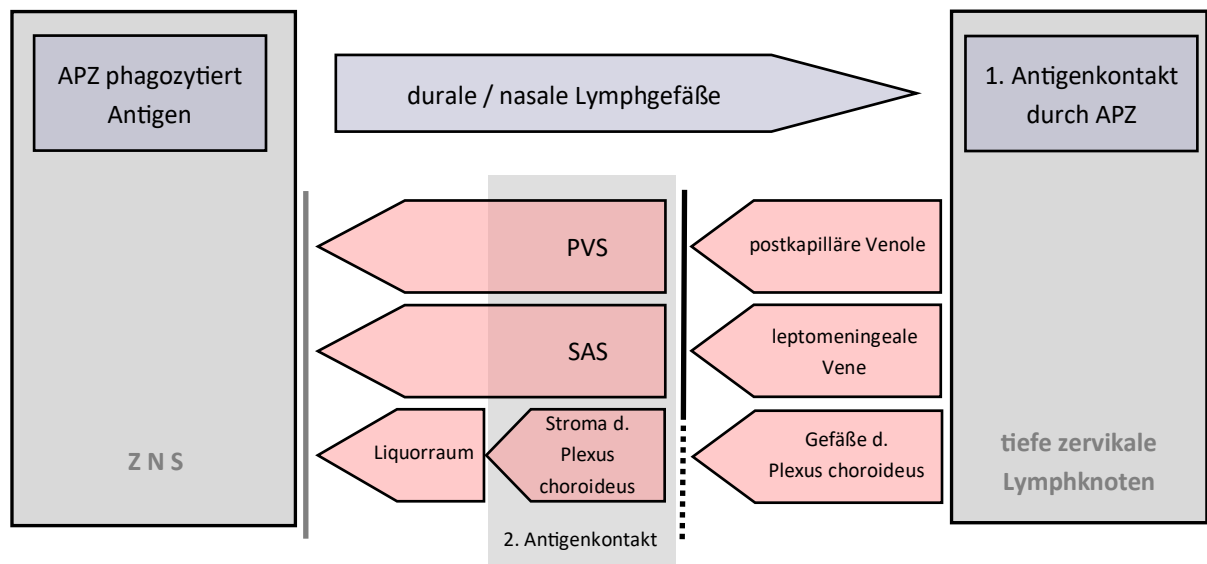 APZ phagozytiert
Antigen
durale / nasale Lymphgefäße
1. Antigenkontakt
durch APZ
PVS
postkapilläre Venole
SAS
leptomeningeale
Vene
Liquorraum
Stroma d.
Plexus
choroideus
Gefäße d.
Plexus choroideus
Z N S
tiefe zervikale
Lymphknoten
2. Antigenkontakt